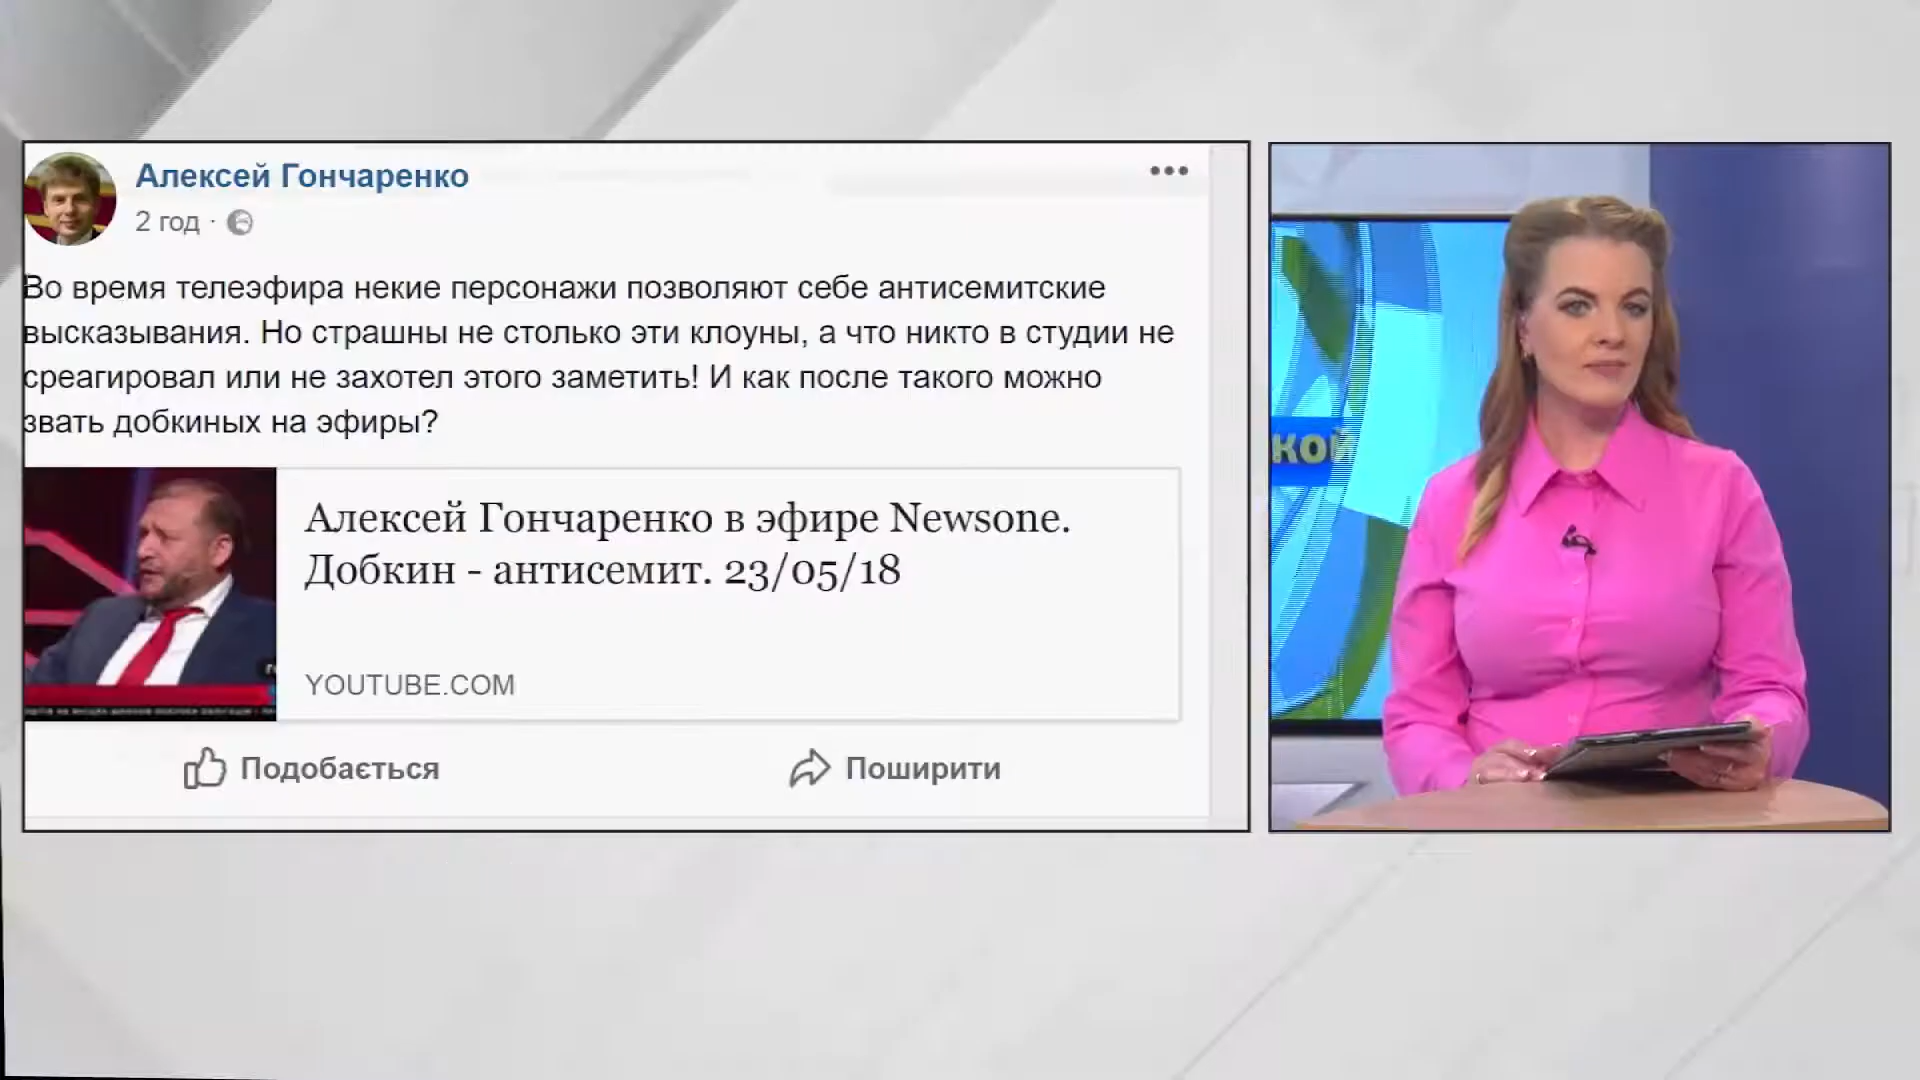 Алексей Гончаренко
2 год ·
Во время телеэфира некие персонажи позволяют себе антисемитские
высказывания. Но страшны не столько эти клоуны, а что никто в студии не
среагировал или не захотел этого заметить! И как после такого можно
звать добкиных на эфиры?
Алексей Гончаренко в эфире Newsone.
Добкин - антисемит. 23/05/18
YOUTUBE.COM
Подобається
Поширити
кой